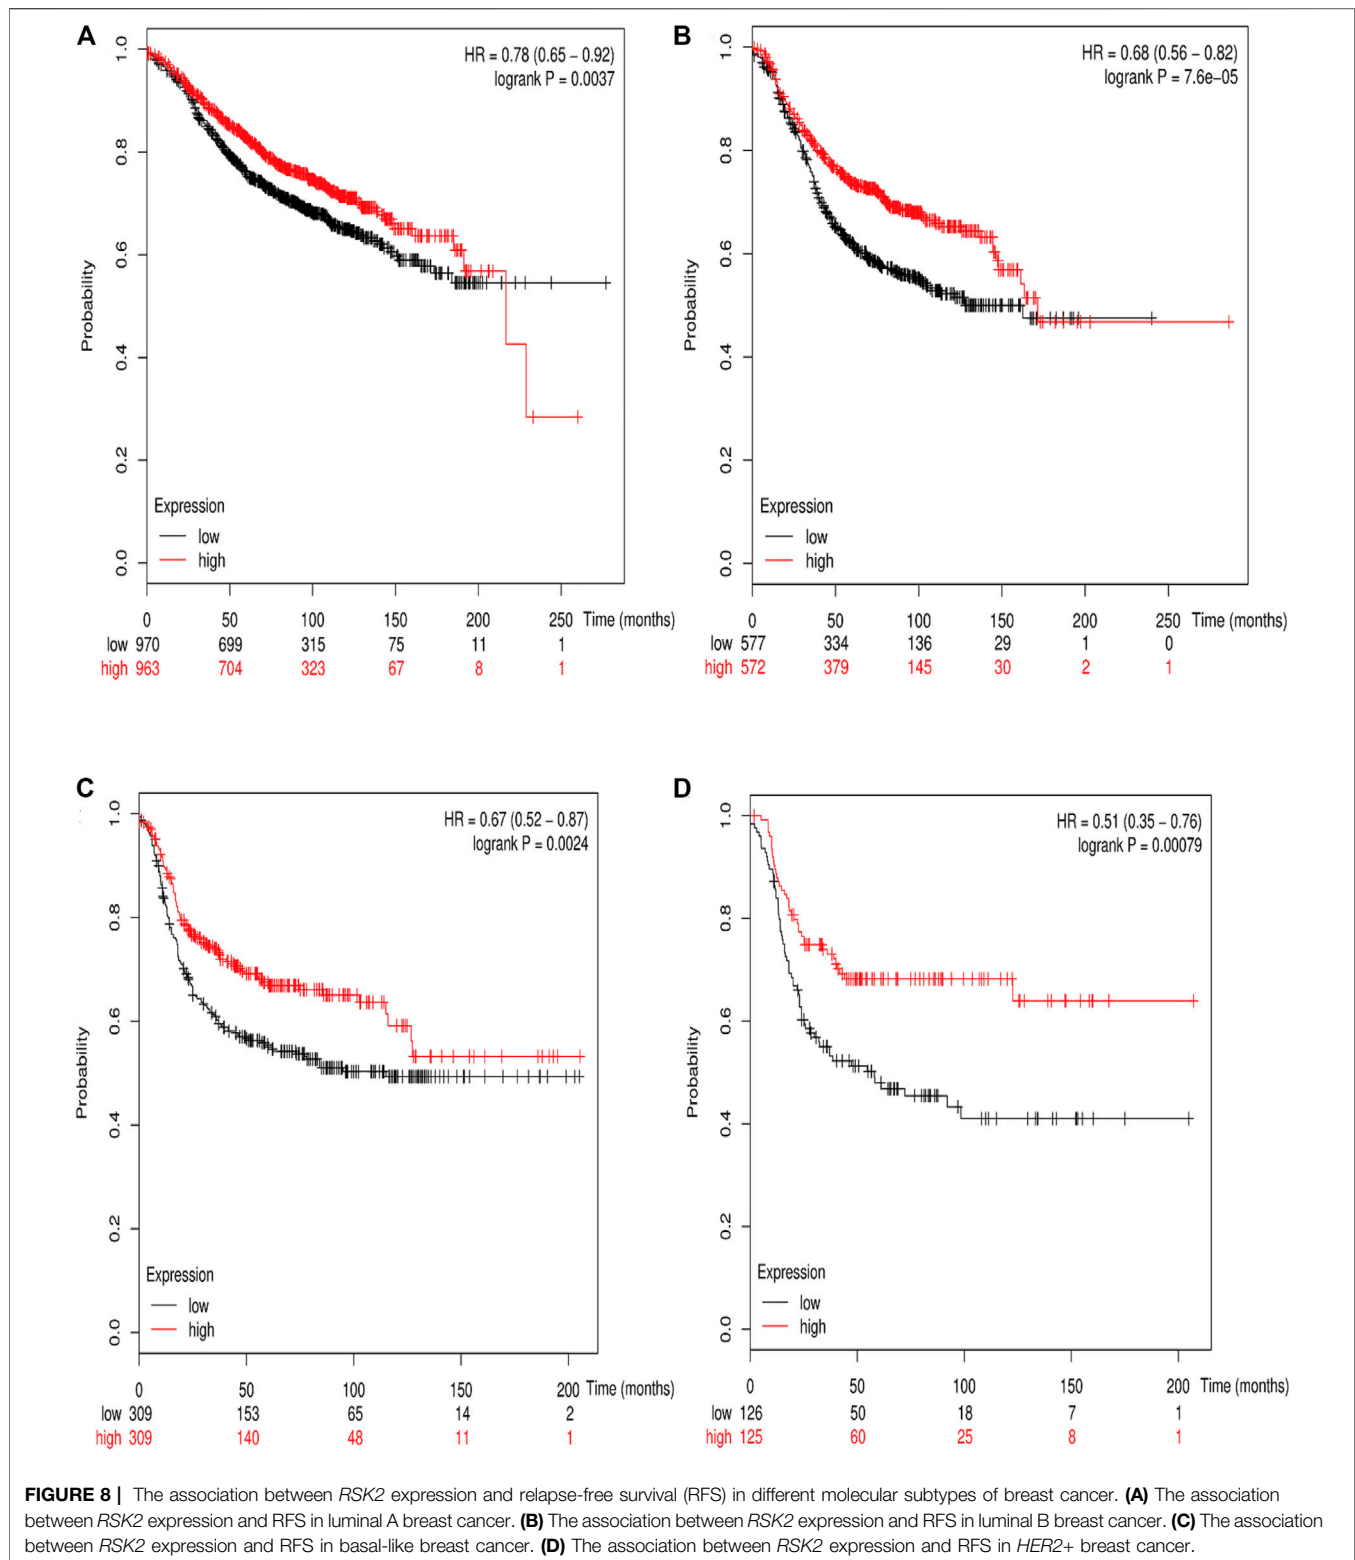 A
HR = 0.78 (0.65 – 0.92)
logrank P = 0.0037
Probability
1.0
0.8
0.6
0.4
0.2
0.0
Expression
low
high
0 50 100 150 200 250 Time (months)
low 970 699 315 75 11 1
high 963 704 323 67 8 1
B
HR = 0.68 (0.56 – 0.82)
logrank P = 7.6e−05
Probability
1.0
0.8
0.6
0.4
0.2
0.0
Expression
low
high
0 50 100 150 200 250 Time (months)
low 577 334 136 29 1 0
high 572 379 145 30 2 1
C
HR = 0.67 (0.52 – 0.87)
logrank P = 0.0024
Probability
1.0
0.8
0.6
0.4
0.2
0.0
Expression
low
high
0 50 100 150 200 Time (months)
low 309 153 65 14 2
high 309 140 48 11 1
D
HR = 0.51 (0.35 – 0.76)
logrank P = 0.00079
Probability
1.0
0.8
0.6
0.4
0.2
0.0
Expression
low
high
0 50 100 150 200 Time (months)
low 126 50 18 7 1
high 125 60 25 8 1
FIGURE 8 | The association between RSK2 expression and relapse-free survival (RFS) in different molecular subtypes of breast cancer. (A) The association
between RSK2 expression and RFS in luminal A breast cancer. (B) The association between RSK2 expression and RFS in luminal B breast cancer. (C) The association
between RSK2 expression and RFS in basal-like breast cancer. (D) The association between RSK2 expression and RFS in HER2+ breast cancer.